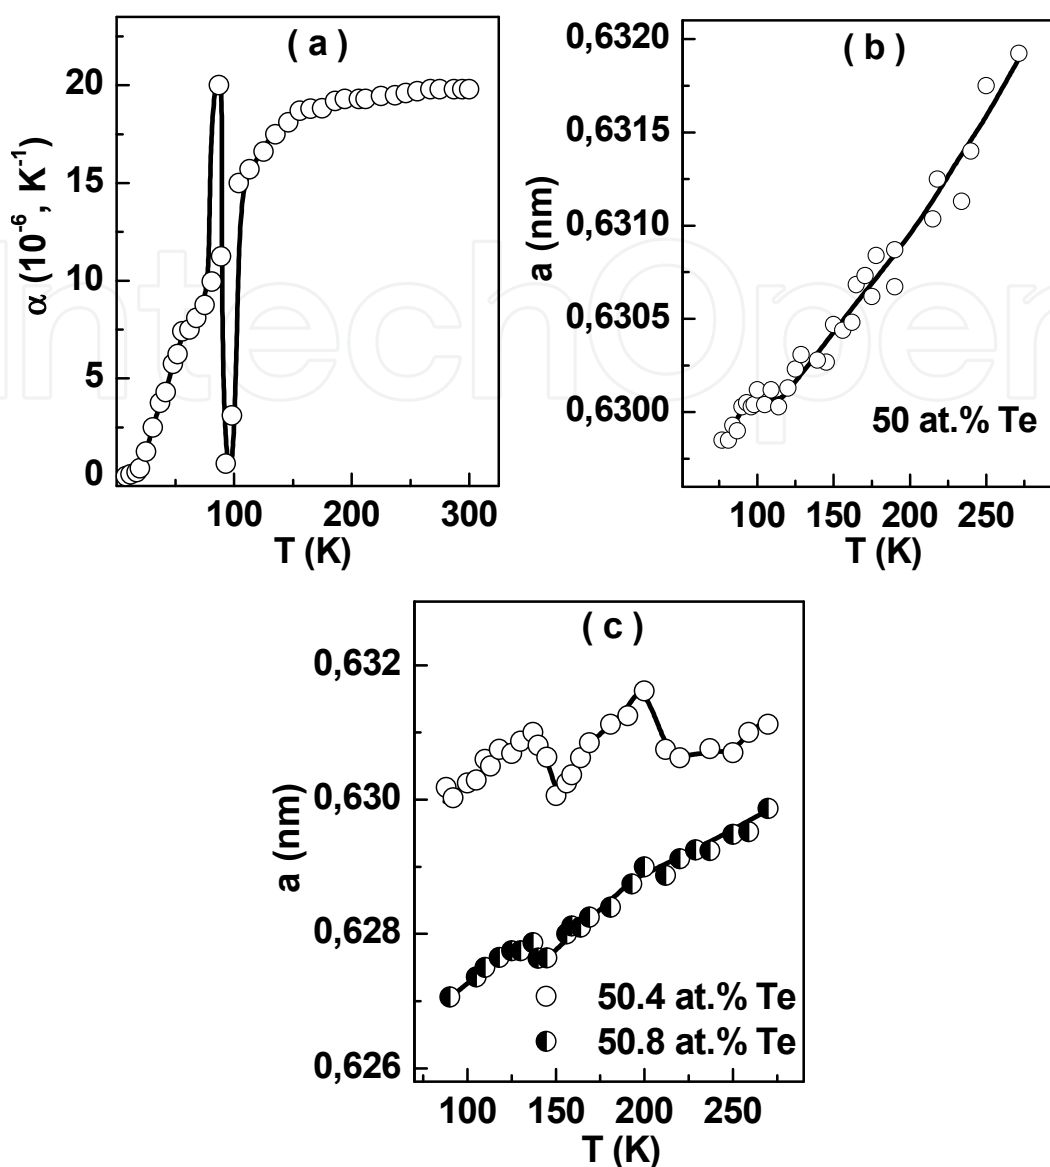 ( a )
20
15
10
5
0
α (10⁻⁶, K⁻¹)
100
200
300
T (K)
( b )
0,6320
0,6315
0,6310
0,6305
0,6300
a (nm)
50 at.% Te
100
150
200
250
T (K)
( c )
0,632
0,630
0,628
0,626
a (nm)
50.4 at.% Te
50.8 at.% Te
100
150
200
250
T (K)
IntechOpen